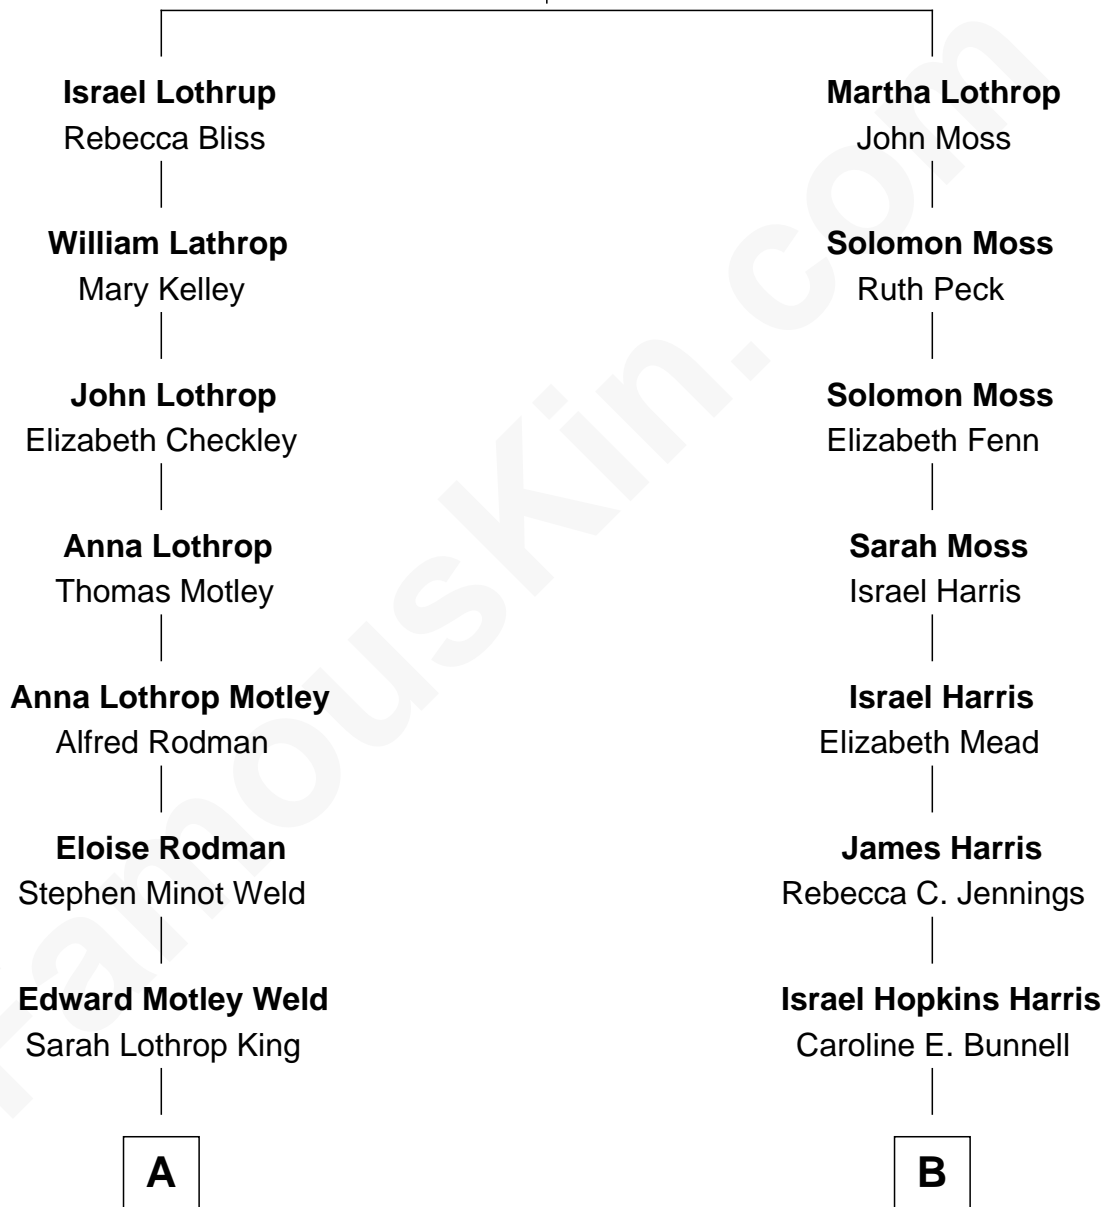 Israel Lothrup
Rebecca Bliss
William Lathrop
Mary Kelley
John Lothrop
Elizabeth Checkley
Anna Lothrop
Thomas Motley
Anna Lothrop Motley
Alfred Rodman
Eloise Rodman
Stephen Minot Weld
Edward Motley Weld
Sarah Lothrop King
A
Martha Lothrop
John Moss
Solomon Moss
Ruth Peck
Solomon Moss
Elizabeth Fenn
Sarah Moss
Israel Harris
Israel Harris
Elizabeth Mead
James Harris
Rebecca C. Jennings
Israel Hopkins Harris
Caroline E. Bunnell
B
FamousKin.com